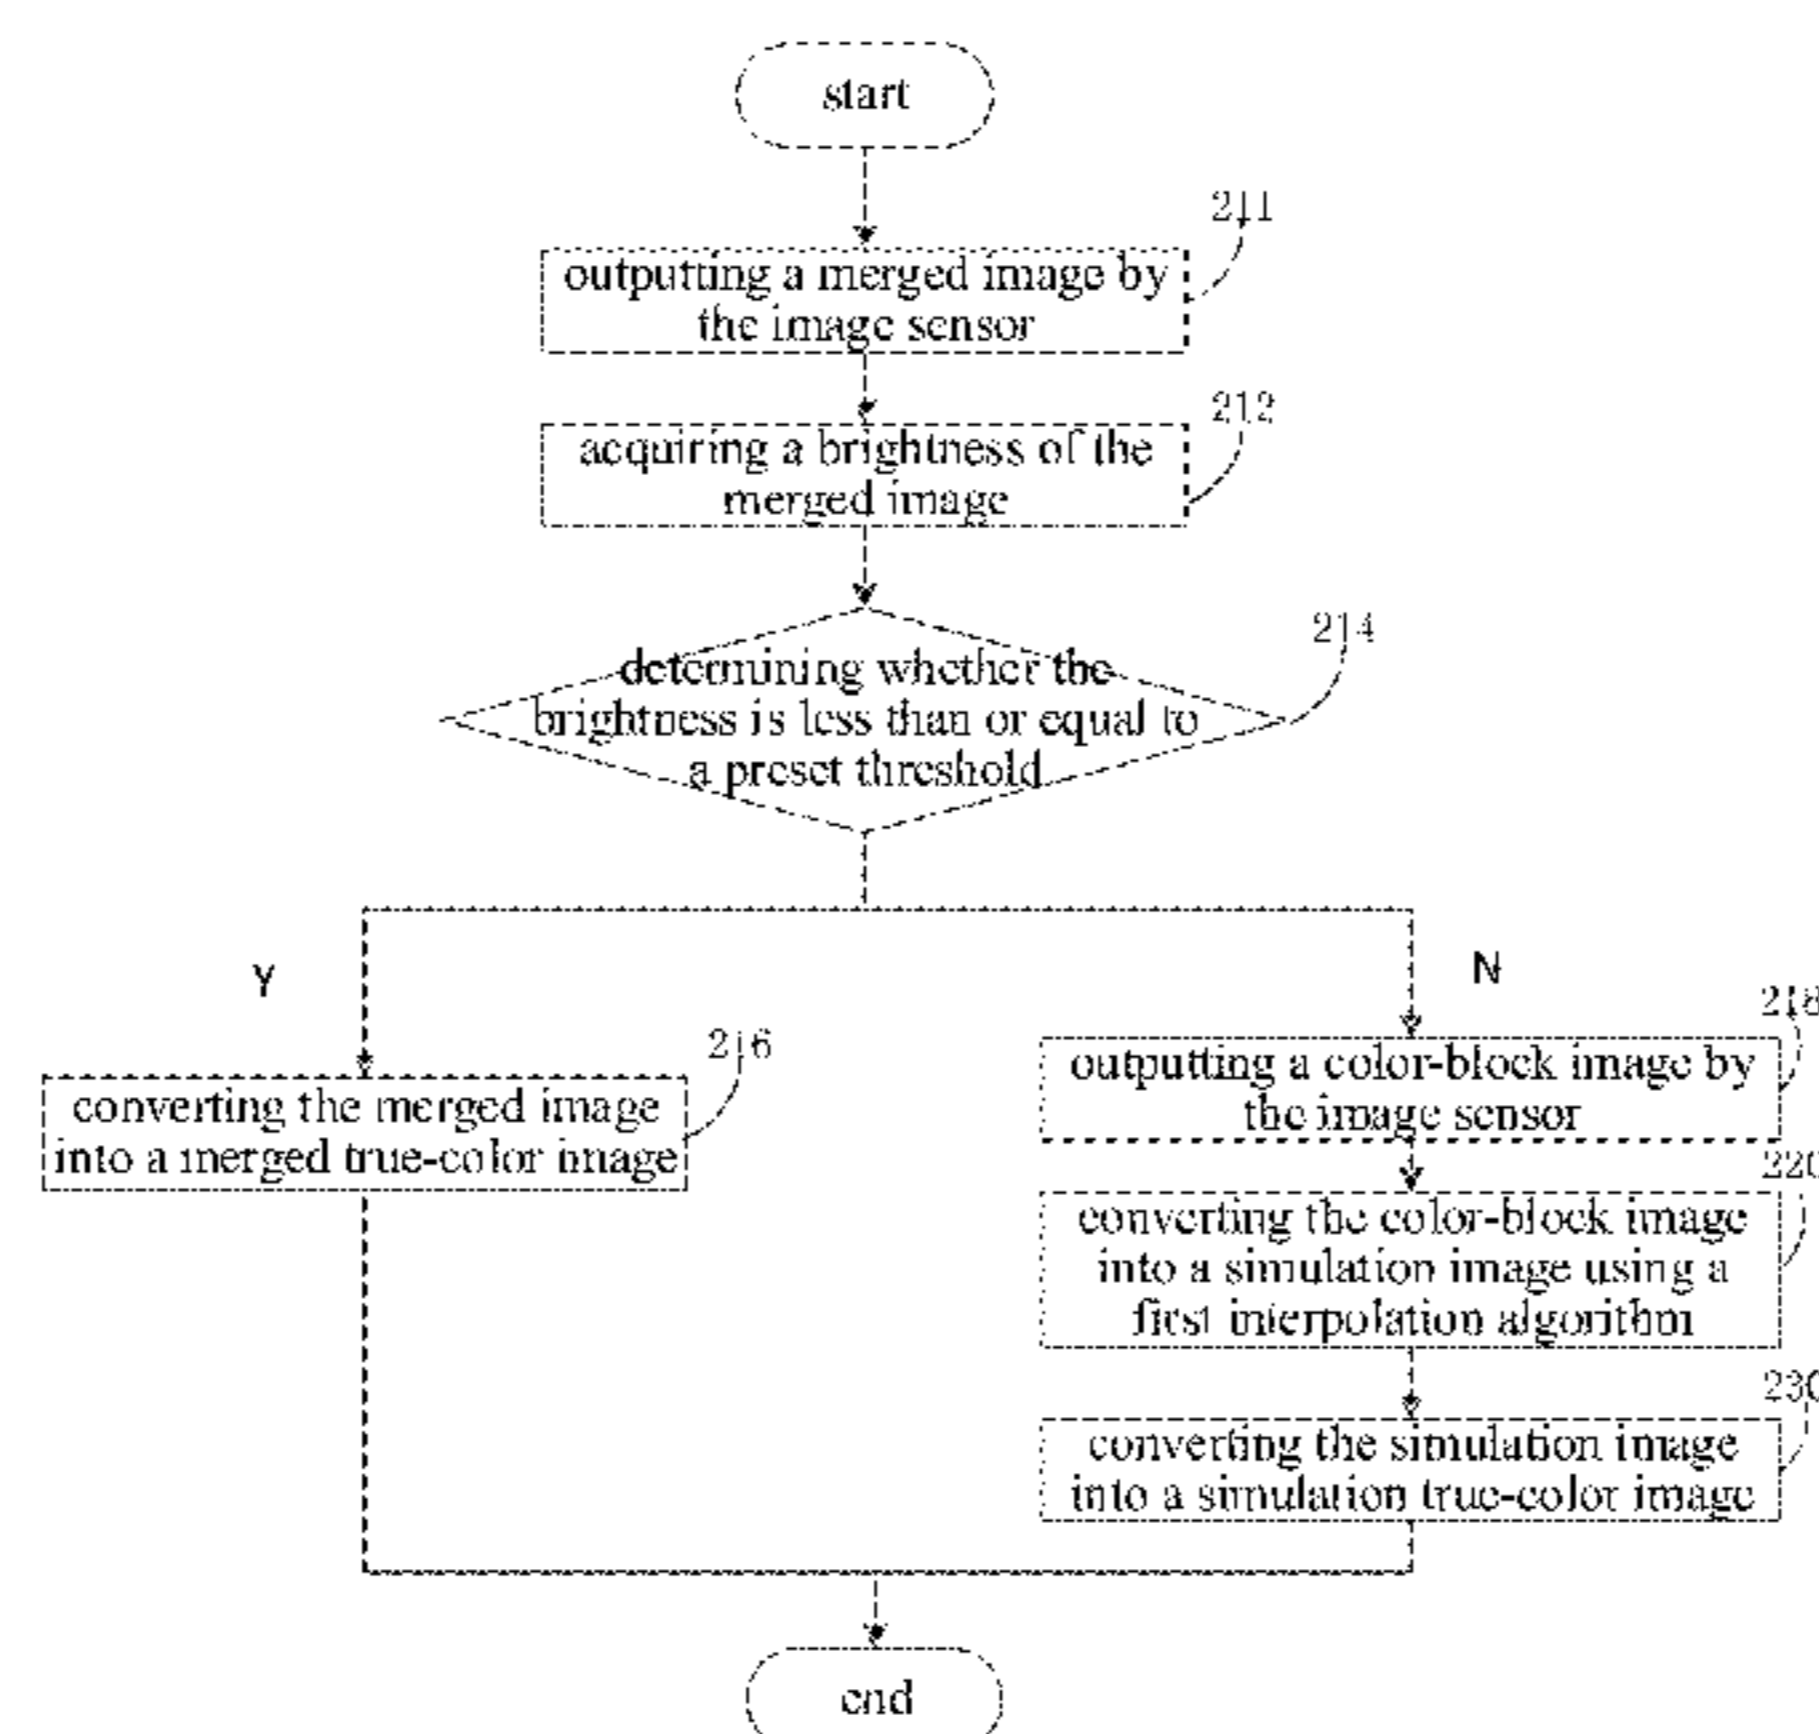 start
211
outputting a merged image by
the image sensor
212
acquiring a brightness of the
merged image
214
determining whether the
brightness is less than or equal to
a preset threshold
Y
N
216
converting the merged image
into a merged true-color image
218
outputting a color-block image by
the image sensor
220
converting the color-block image
into a simulation image using a
first interpolation algorithm
230
converting the simulation image
into a simulation true-color image
end